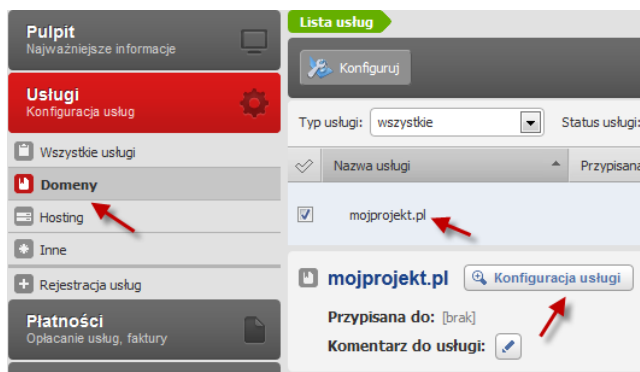 Pulpit
Najważniejsze informacje
Usługi
Konfiguracja usług
Wszystkie usługi
Domeny
Hosting
Inne
Rejestracja usług
Płatności
Opłacanie usług, faktury
Lista usług
Konfiguruj
Typ usługi: wszystkie Status usługi:
Nazwa usługi Przypisana
mojprojekt.pl
mojprojekt.pl Konfiguracja usługi
Przypisana do: [brak]
Komentarz do usługi: